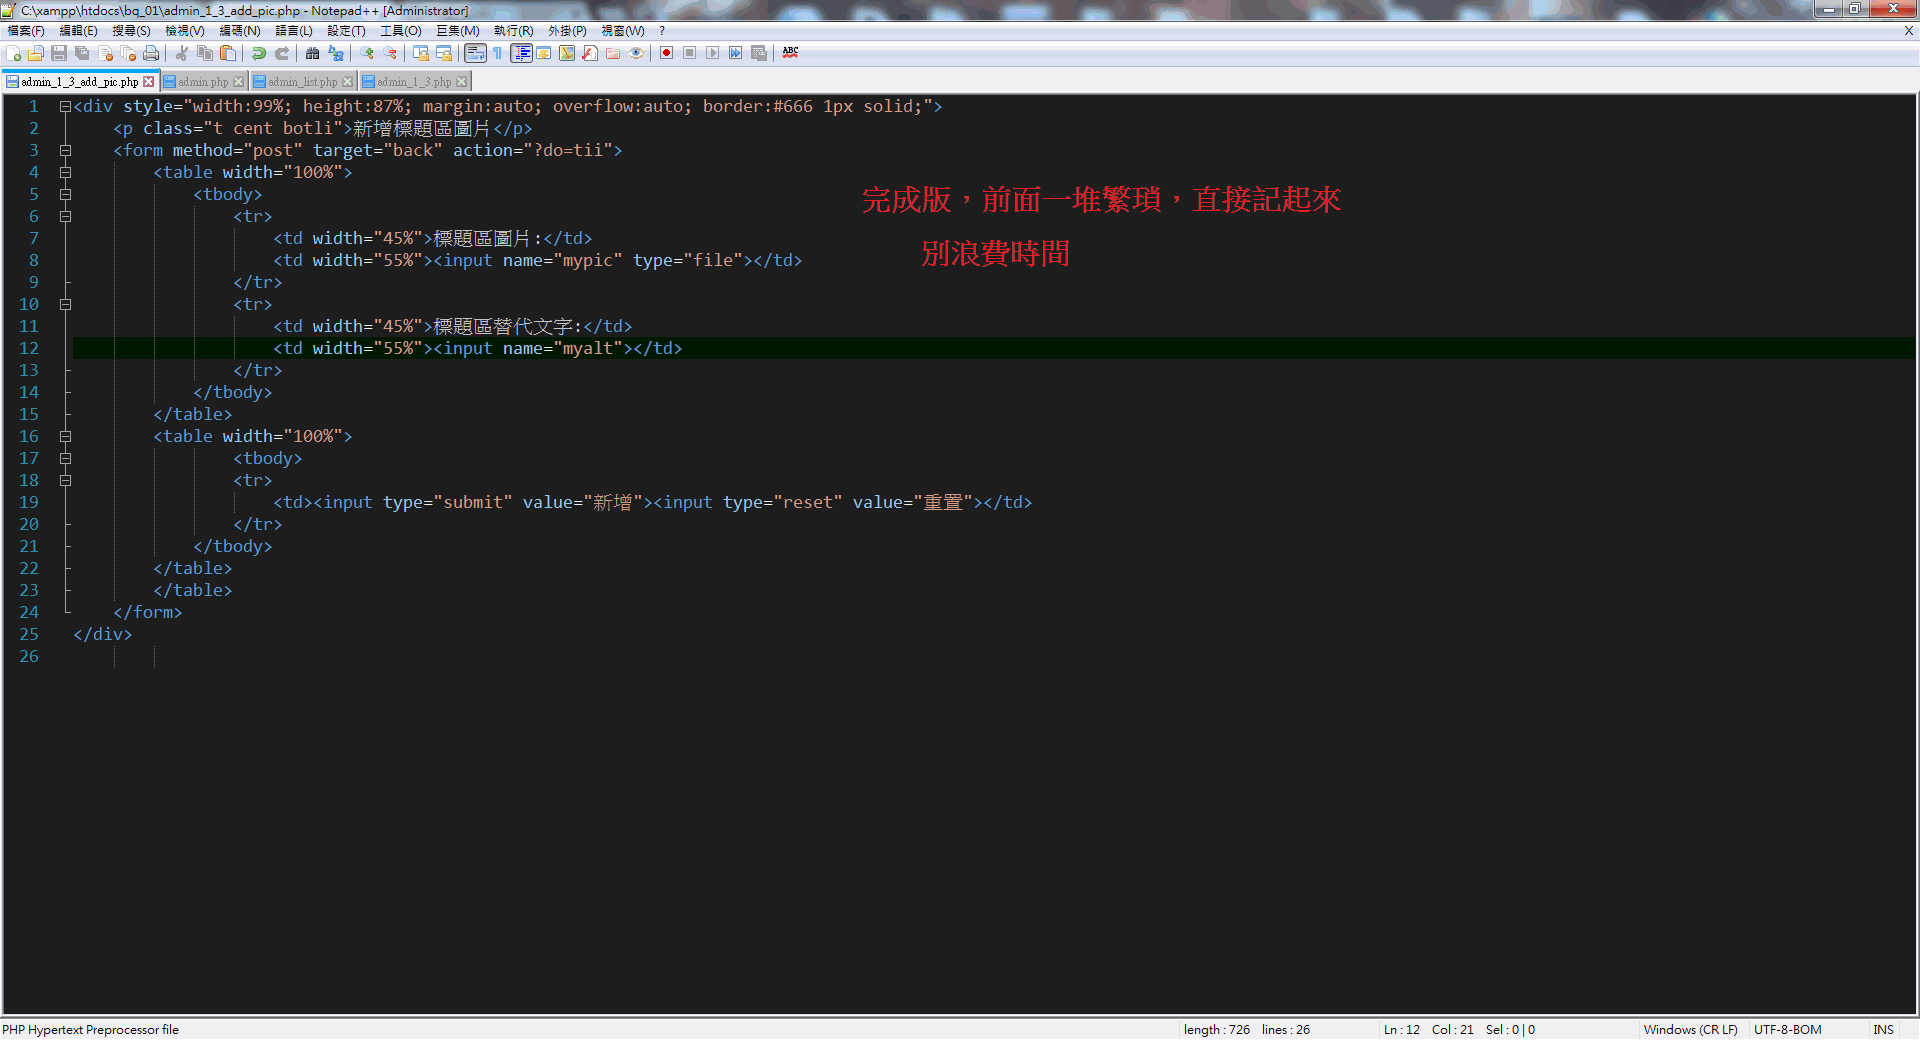 C:\xampp\htdocs\bq_01\admin_1_3_add_pic.php - Notepad++ [Administrator]
檔案(F) 編輯(E) 搜尋(S) 檢視(V) 編碼(N) 語言(L) 設定(T) 工具(O) 巨集(M) 執行(R) 外掛(P) 視窗(W) ? X
ABC
admin_1_3_add_pic.php admin.php admin_list.php admin_1_3.php
1 <div style="width:99%; height:87%; margin:auto; overflow:auto; border:#666 1px solid;">
2 <p class="t cent botli">新增標題區圖片</p>
3 <form method="post" target="back" action="?do=tii">
4 <table width="100%">
5 <tbody>
完成版，前面一堆繁瑣，直接記起來
6 <tr>
7 <td width="45%">標題區圖片:</td>
別浪費時間
8 <td width="55%"><input name="mypic" type="file"></td>
9 </tr>
10 <tr>
11 <td width="45%">標題區替代文字:</td>
12 <td width="55%"><input name="myalt"></td>
13 </tr>
14 </tbody>
15 </table>
16 <table width="100%">
17 <tbody>
18 <tr>
19 <td><input type="submit" value="新增"><input type="reset" value="重置"></td>
20 </tr>
21 </tbody>
22 </table>
23 </table>
24 </form>
25 </div>
26
PHP Hypertext Preprocessor file length : 726 lines : 26 Ln : 12 Col : 21 Sel : 0 | 0 Windows (CR LF) UTF-8-BOM INS